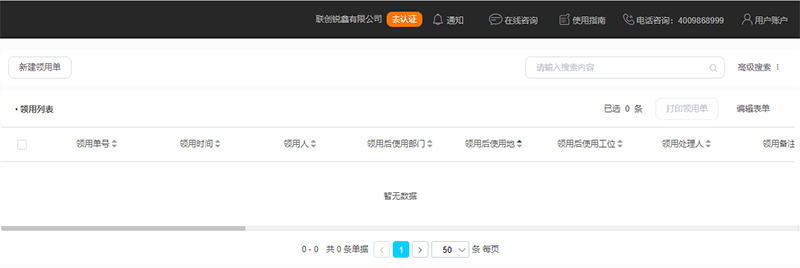 联创锐鑫有限公司 去认证 通知 在线咨询 使用指南 电话咨询：4009868999 用户账户
新建领用单 请输入搜索内容 高级搜索
· 领用列表 已选 0 条 打印领用单 编辑表单
领用单号 领用时间 领用人 领用后使用部门 领用后使用地 领用后使用工位 领用处理人 领用备注
暂无数据
0 - 0 共 0 条单据 1 50 条 每页